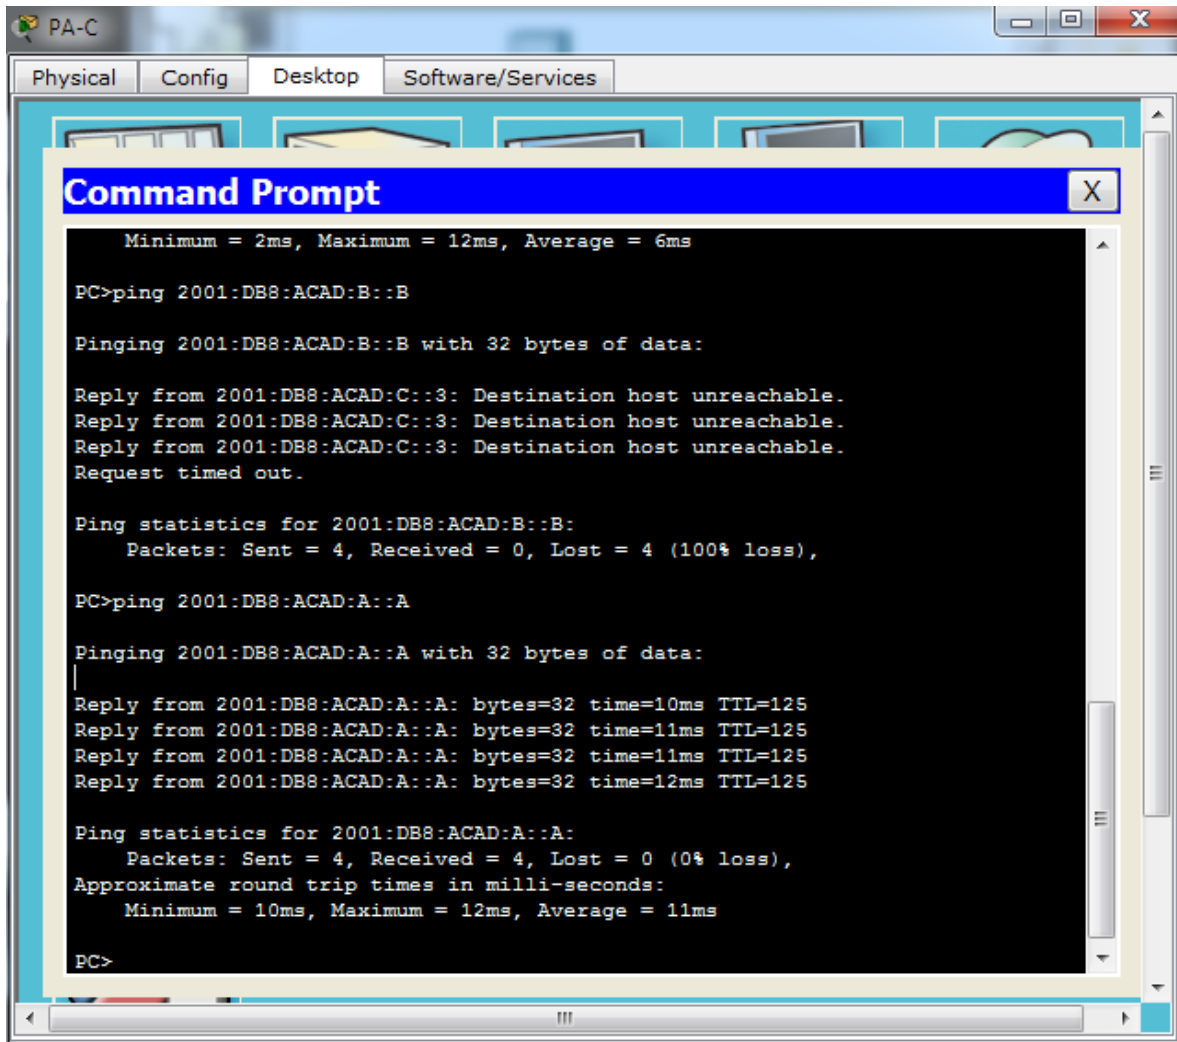 PA-C
X
Physical Config Desktop Software/Services
Command Prompt
X
Minimum = 2ms, Maximum = 12ms, Average = 6ms
PC>ping 2001:DB8:ACAD:B::B
Pinging 2001:DB8:ACAD:B::B with 32 bytes of data:
Reply from 2001:DB8:ACAD:C::3: Destination host unreachable.
Reply from 2001:DB8:ACAD:C::3: Destination host unreachable.
Reply from 2001:DB8:ACAD:C::3: Destination host unreachable.
Request timed out.
Ping statistics for 2001:DB8:ACAD:B::B:
Packets: Sent = 4, Received = 0, Lost = 4 (100% loss),
PC>ping 2001:DB8:ACAD:A::A
Pinging 2001:DB8:ACAD:A::A with 32 bytes of data:
Reply from 2001:DB8:ACAD:A::A: bytes=32 time=10ms TTL=125
Reply from 2001:DB8:ACAD:A::A: bytes=32 time=11ms TTL=125
Reply from 2001:DB8:ACAD:A::A: bytes=32 time=11ms TTL=125
Reply from 2001:DB8:ACAD:A::A: bytes=32 time=12ms TTL=125
Ping statistics for 2001:DB8:ACAD:A::A:
Packets: Sent = 4, Received = 4, Lost = 0 (0% loss),
Approximate round trip times in milli-seconds:
Minimum = 10ms, Maximum = 12ms, Average = 11ms
PC>